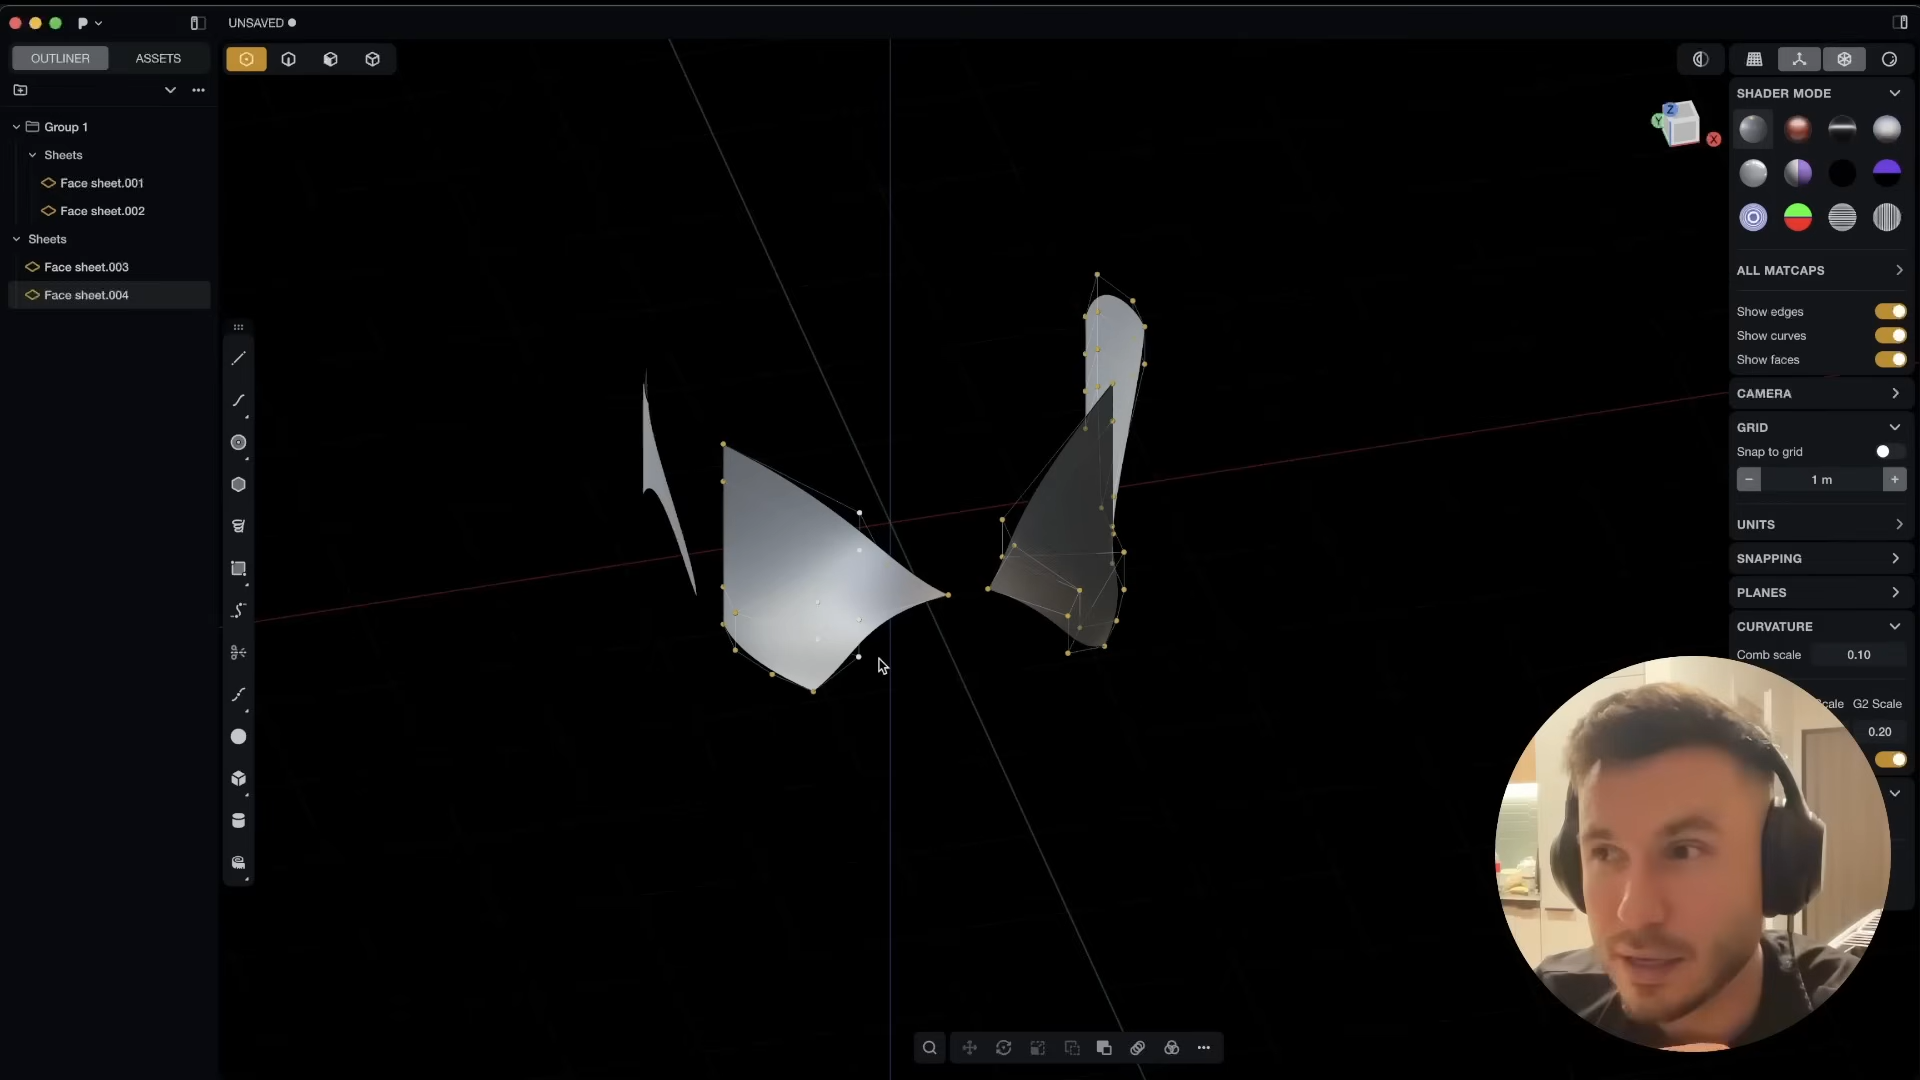 UNSAVED
OUTLINER
ASSETS
Group 1
Sheets
Face sheet.001
Face sheet.002
Sheets
Face sheet.003
Face sheet.004
Z
Y
X
SHADER MODE
ALL MATCAPS
Show edges
Show curves
Show faces
CAMERA
GRID
Snap to grid
1 m
UNITS
SNAPPING
PLANES
CURVATURE
Comb scale 0.10
G2 Scale
0.20